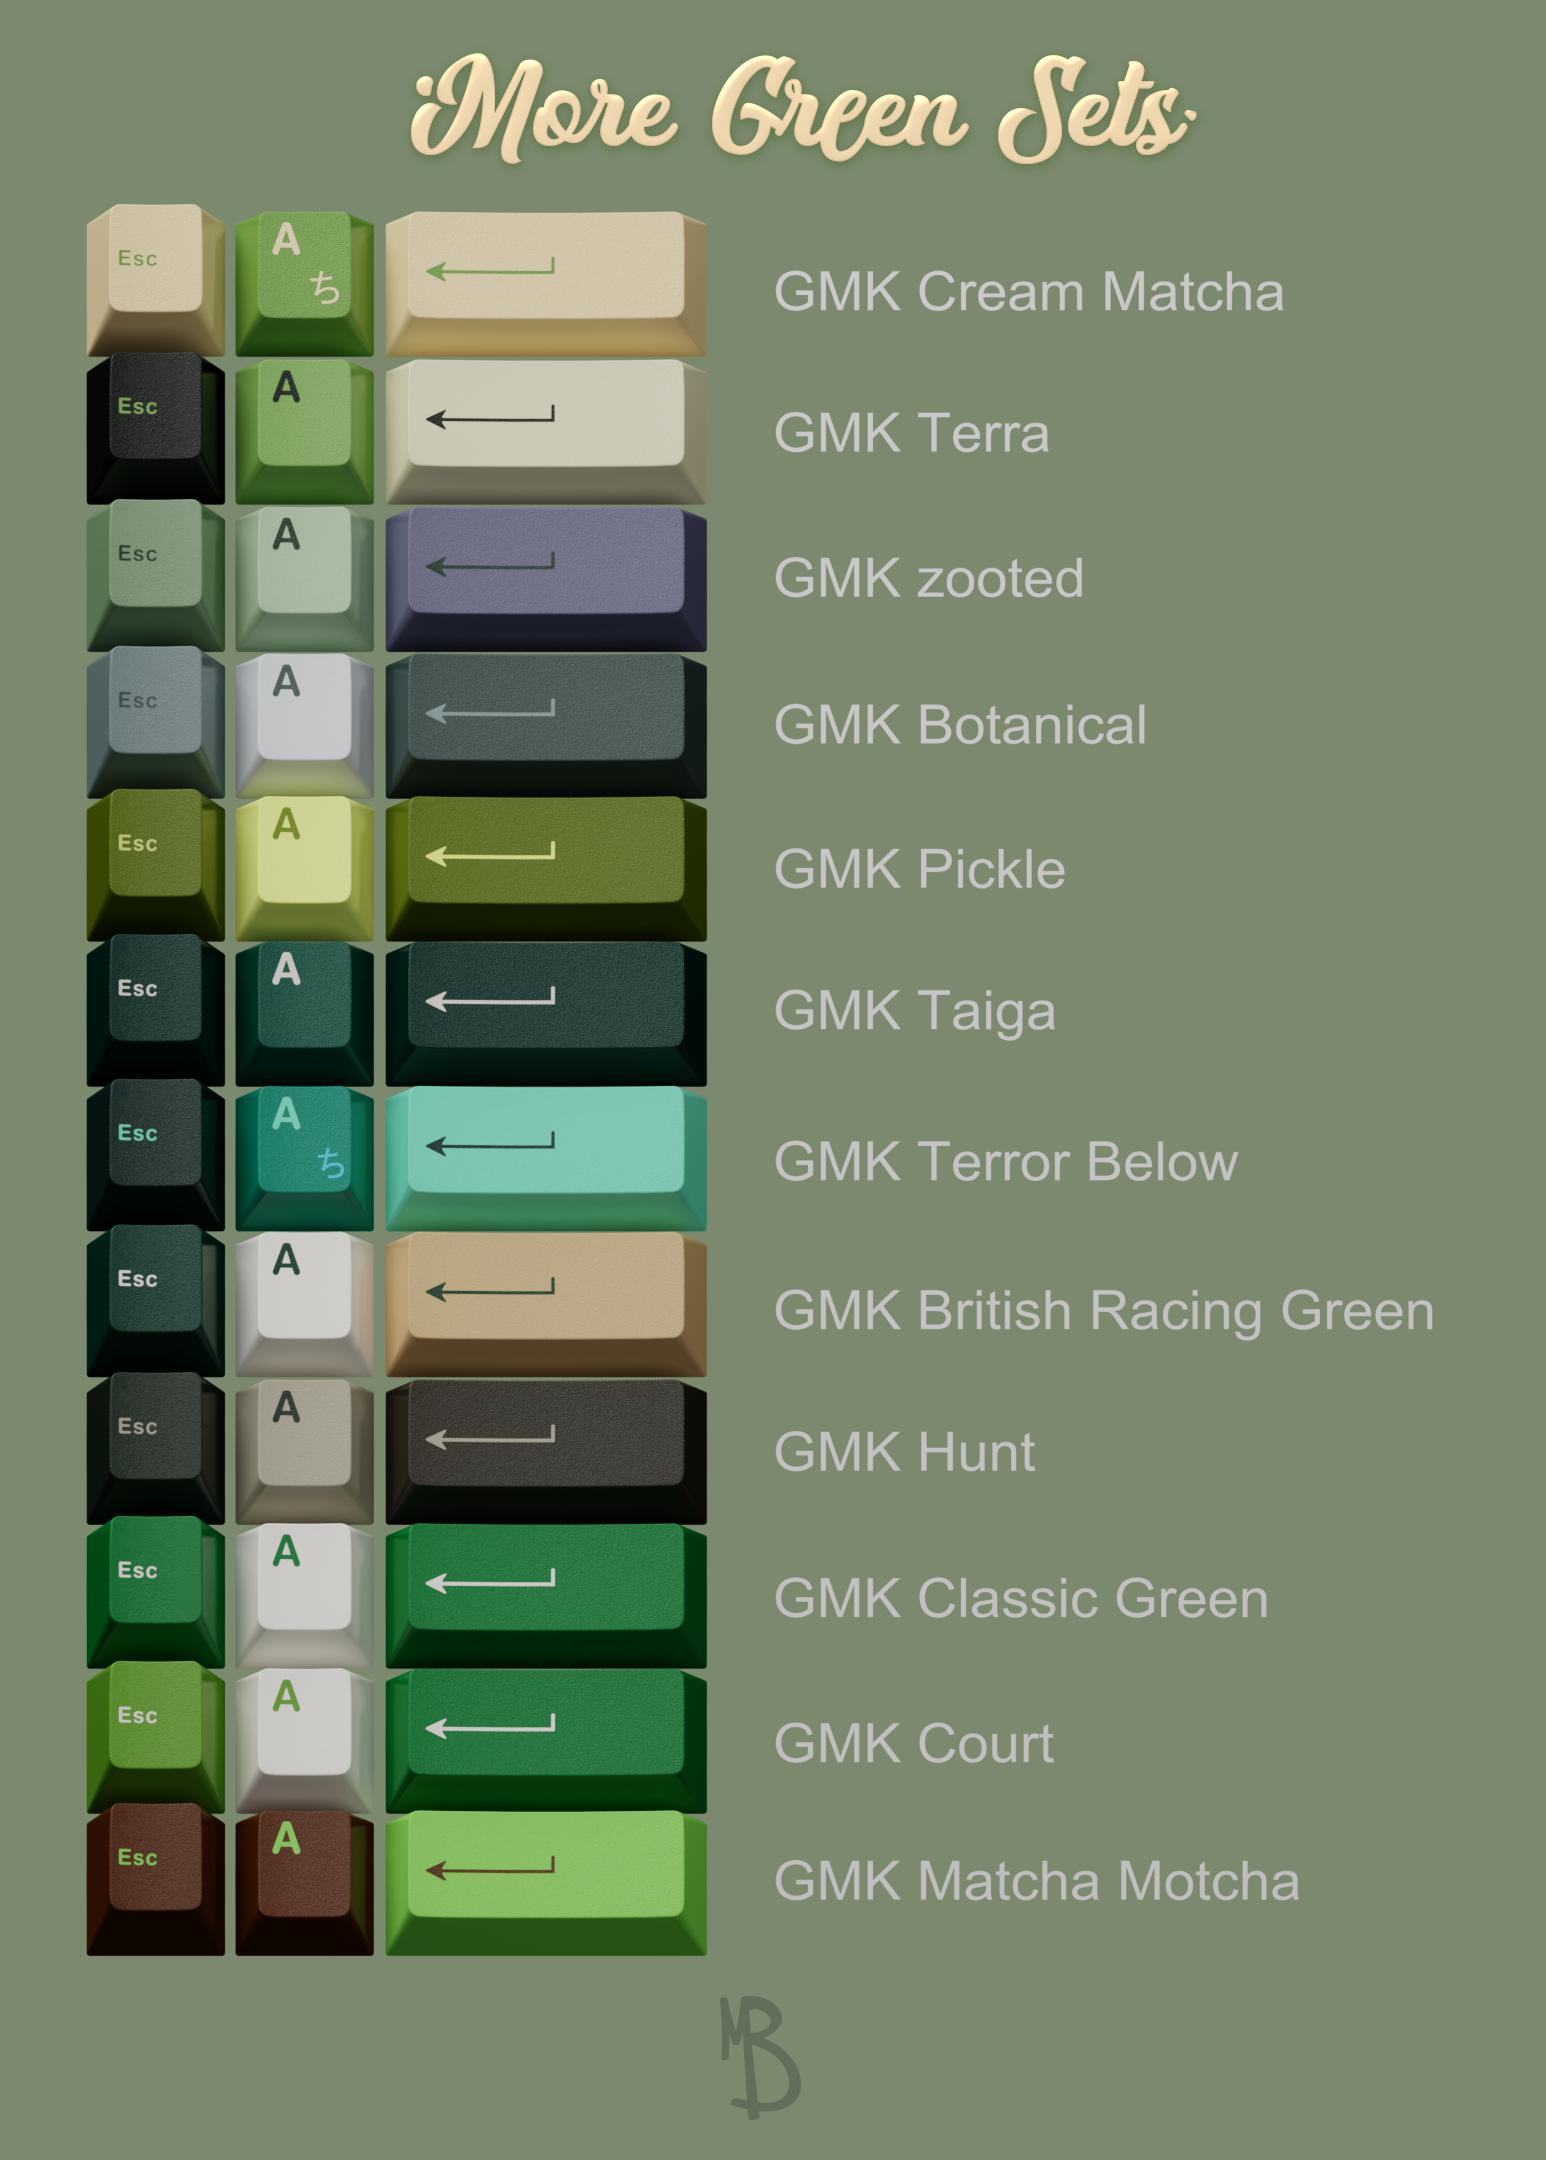 More Green Sets
Esc A ち GMK Cream Matcha
Esc A GMK Terra
Esc A GMK zooted
Esc A GMK Botanical
Esc A GMK Pickle
Esc A GMK Taiga
Esc A ち GMK Terror Below
Esc A GMK British Racing Green
Esc A GMK Hunt
Esc A GMK Classic Green
Esc A GMK Court
Esc A GMK Matcha Motcha
MB